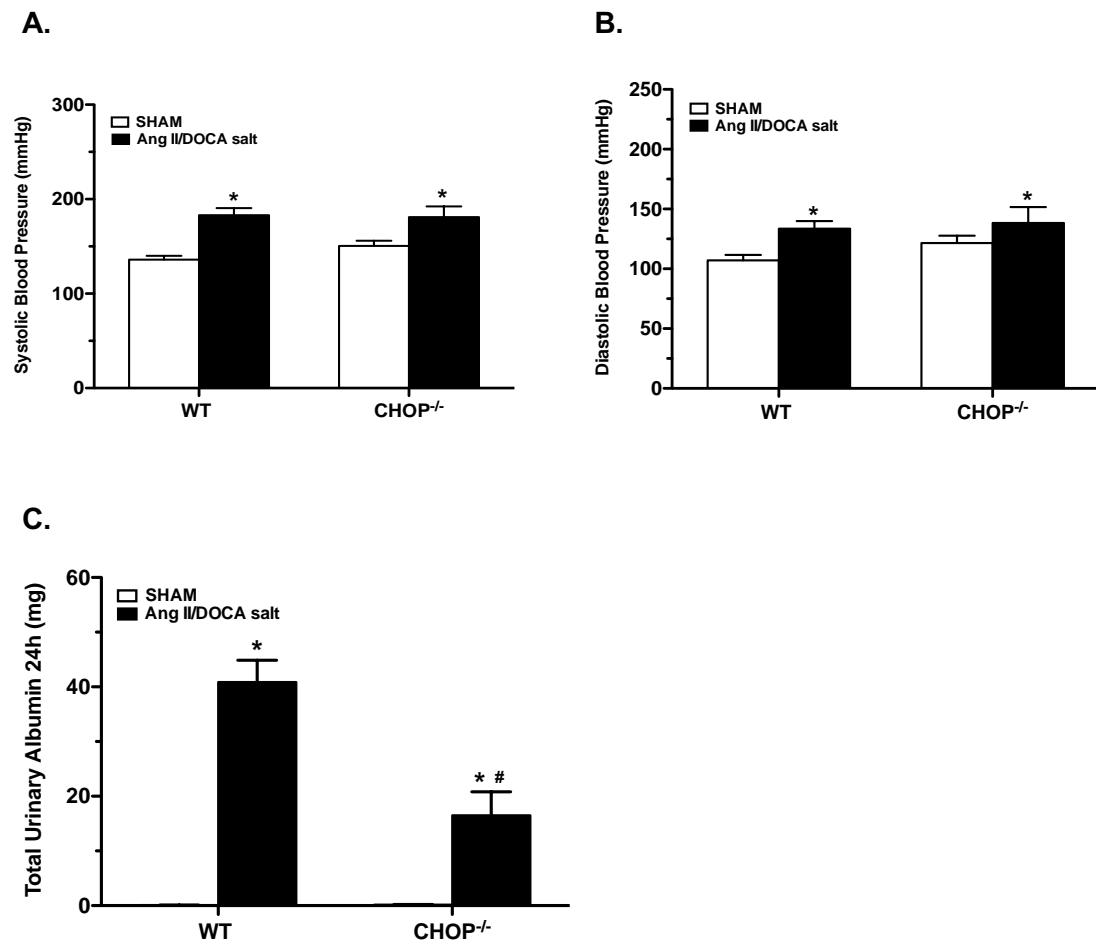 A.
300
SHAM
Ang II/DOCA salt
200
100
0
Systolic Blood Pressure (mmHg)
*
*
WT
CHOP-/-
B.
250
SHAM
Ang II/DOCA salt
200
150
100
50
0
Diastolic Blood Pressure (mmHg)
*
*
WT
CHOP-/-
C.
60
SHAM
Ang II/DOCA salt
40
20
0
Total Urinary Albumin 24h (mg)
*
* #
WT
CHOP-/-